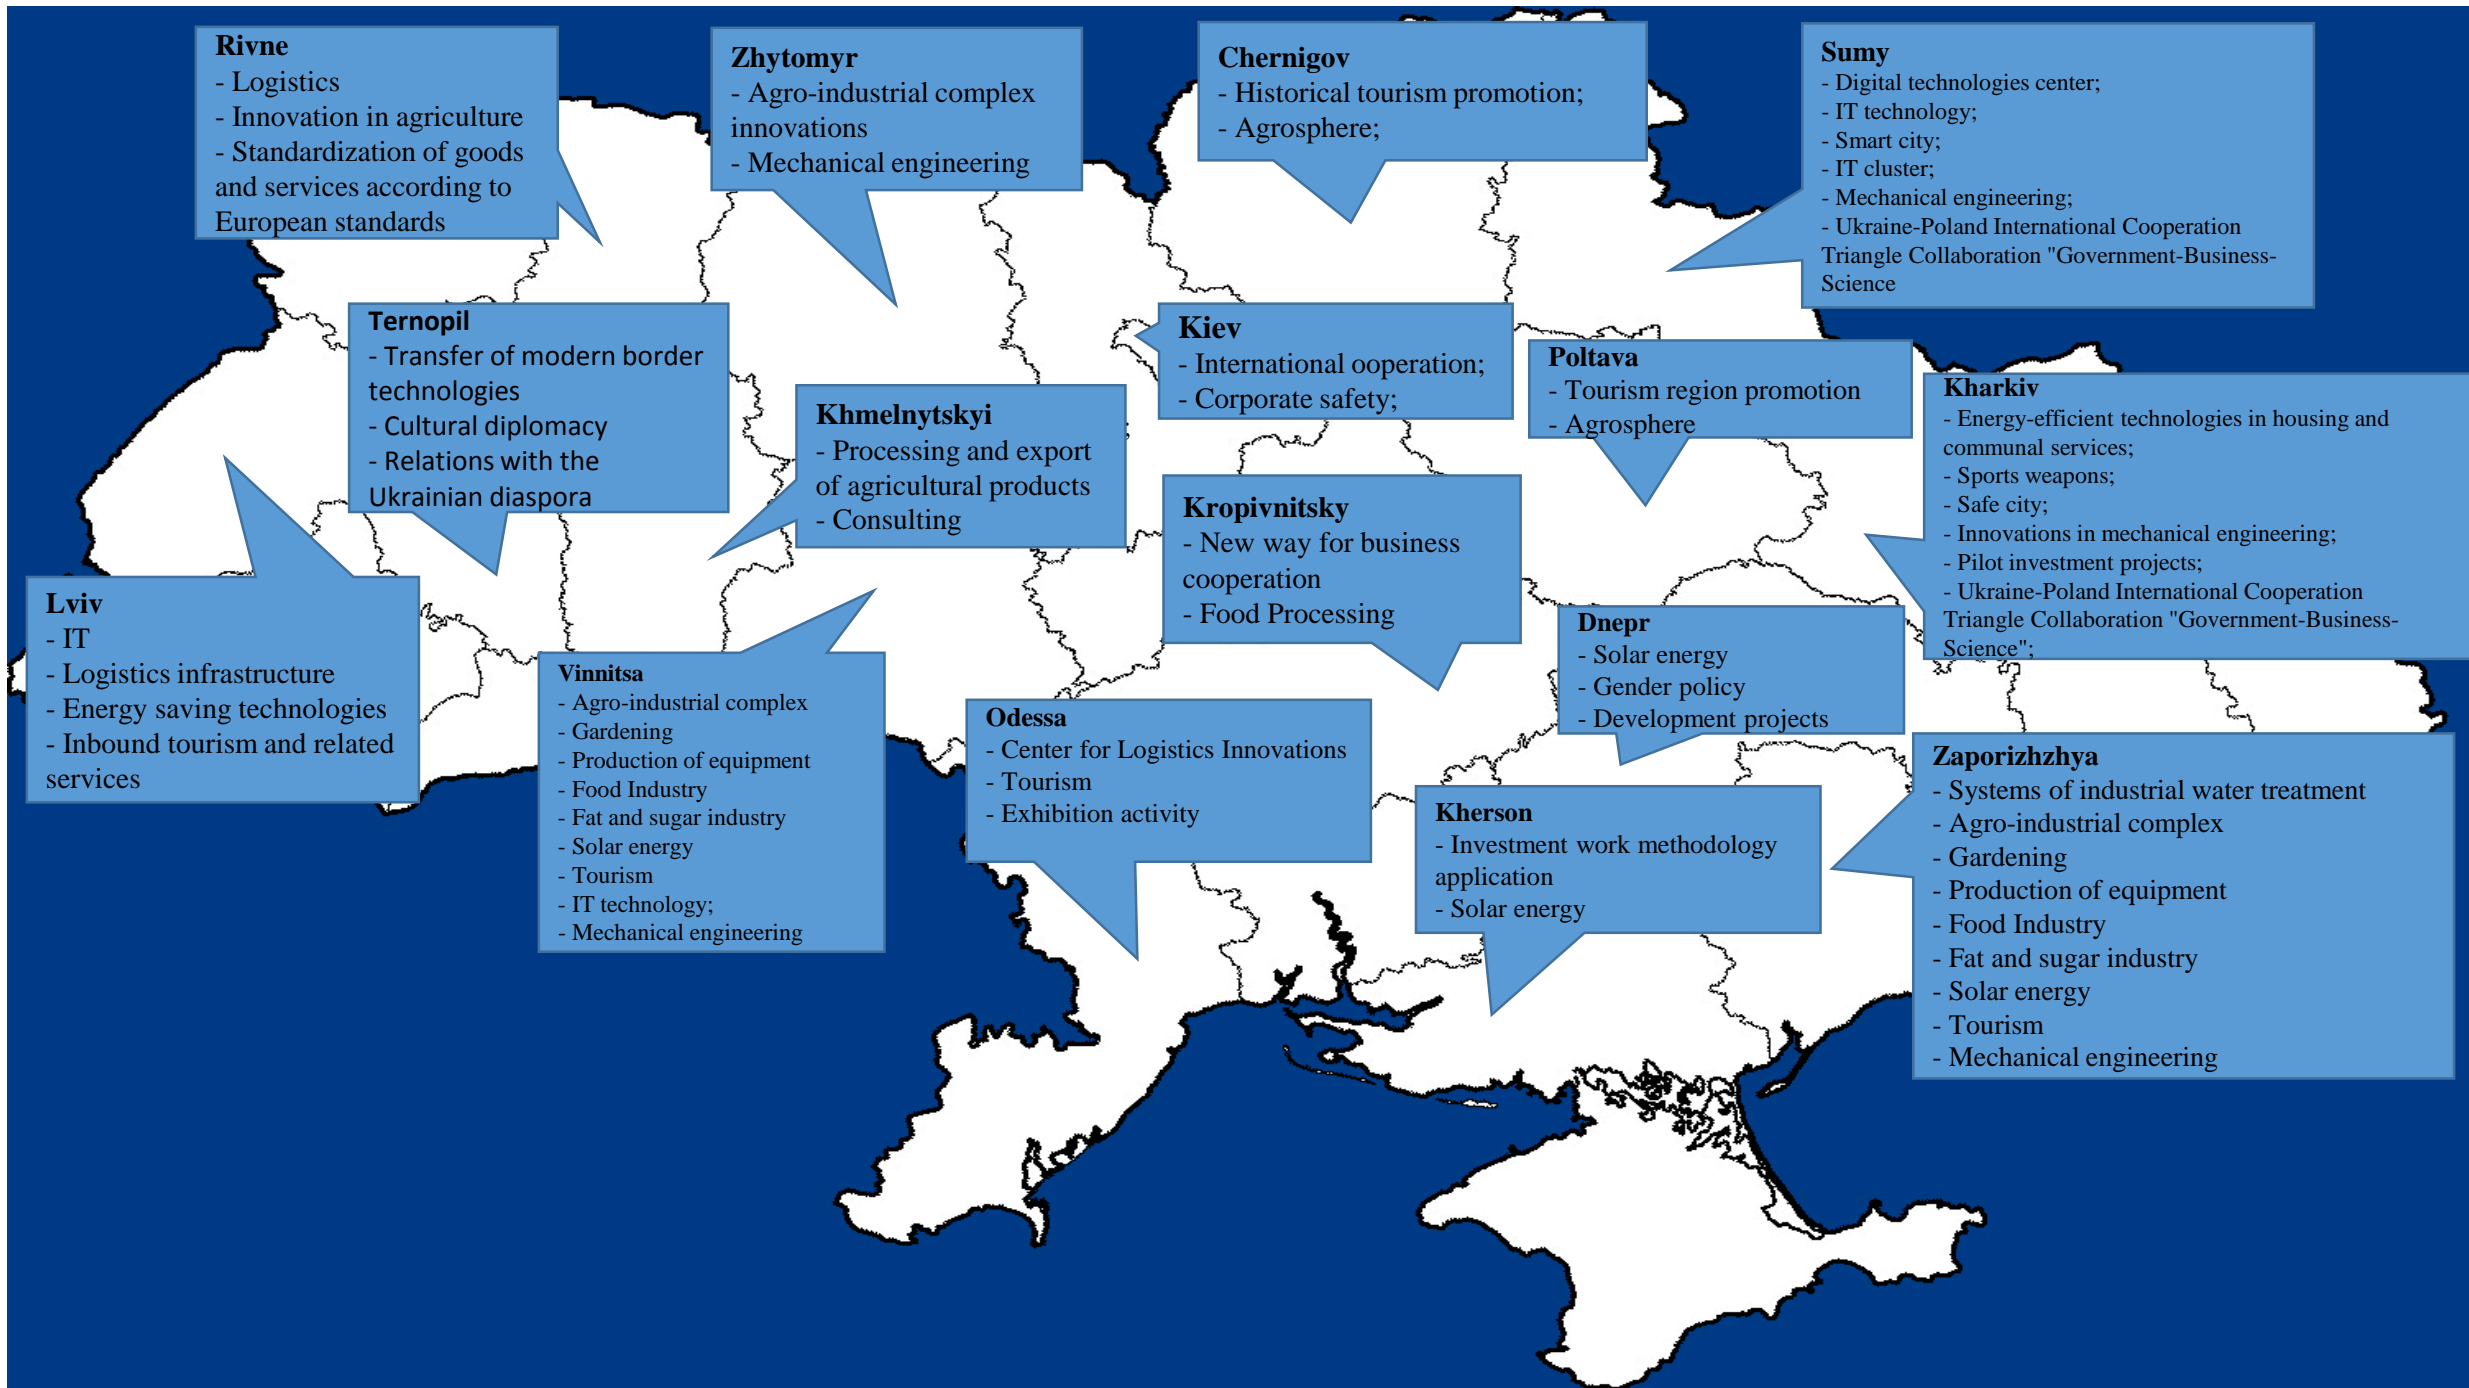 Rivne
- Logistics
- Innovation in agriculture
- Standardization of goods
and services according to
European standards
Zhytomyr
- Agro-industrial complex
innovations
- Mechanical engineering
Chernigov
- Historical tourism promotion;
- Agrosphere;
Sumy
- Digital technologies center;
- IT technology;
- Smart city;
- IT cluster;
- Mechanical engineering;
- Ukraine-Poland International Cooperation
Triangle Collaboration "Government-Business-
Science
Ternopil
- Transfer of modern border
technologies
- Cultural diplomacy
- Relations with the
Ukrainian diaspora
Khmelnytskyi
- Processing and export
of agricultural products
- Consulting
Kiev
- International ooperation;
- Corporate safety;
Poltava
- Tourism region promotion
- Agrosphere
Kharkiv
- Energy-efficient technologies in housing and
communal services;
- Sports weapons;
- Safe city;
- Innovations in mechanical engineering;
- Pilot investment projects;
- Ukraine-Poland International Cooperation
Triangle Collaboration "Government-Business-
Science";
Kropivnitsky
- New way for business
cooperation
- Food Processing
Lviv
- IT
- Logistics infrastructure
- Energy saving technologies
- Inbound tourism and related
services
Vinnitsa
- Agro-industrial complex
- Gardening
- Production of equipment
- Food Industry
- Fat and sugar industry
- Solar energy
- Tourism
- IT technology;
- Mechanical engineering
Odessa
- Center for Logistics Innovations
- Tourism
- Exhibition activity
Dnepr
- Solar energy
- Gender policy
- Development projects
Kherson
- Investment work methodology
application
- Solar energy
Zaporizhzhya
- Systems of industrial water treatment
- Agro-industrial complex
- Gardening
- Production of equipment
- Food Industry
- Fat and sugar industry
- Solar energy
- Tourism
- Mechanical engineering